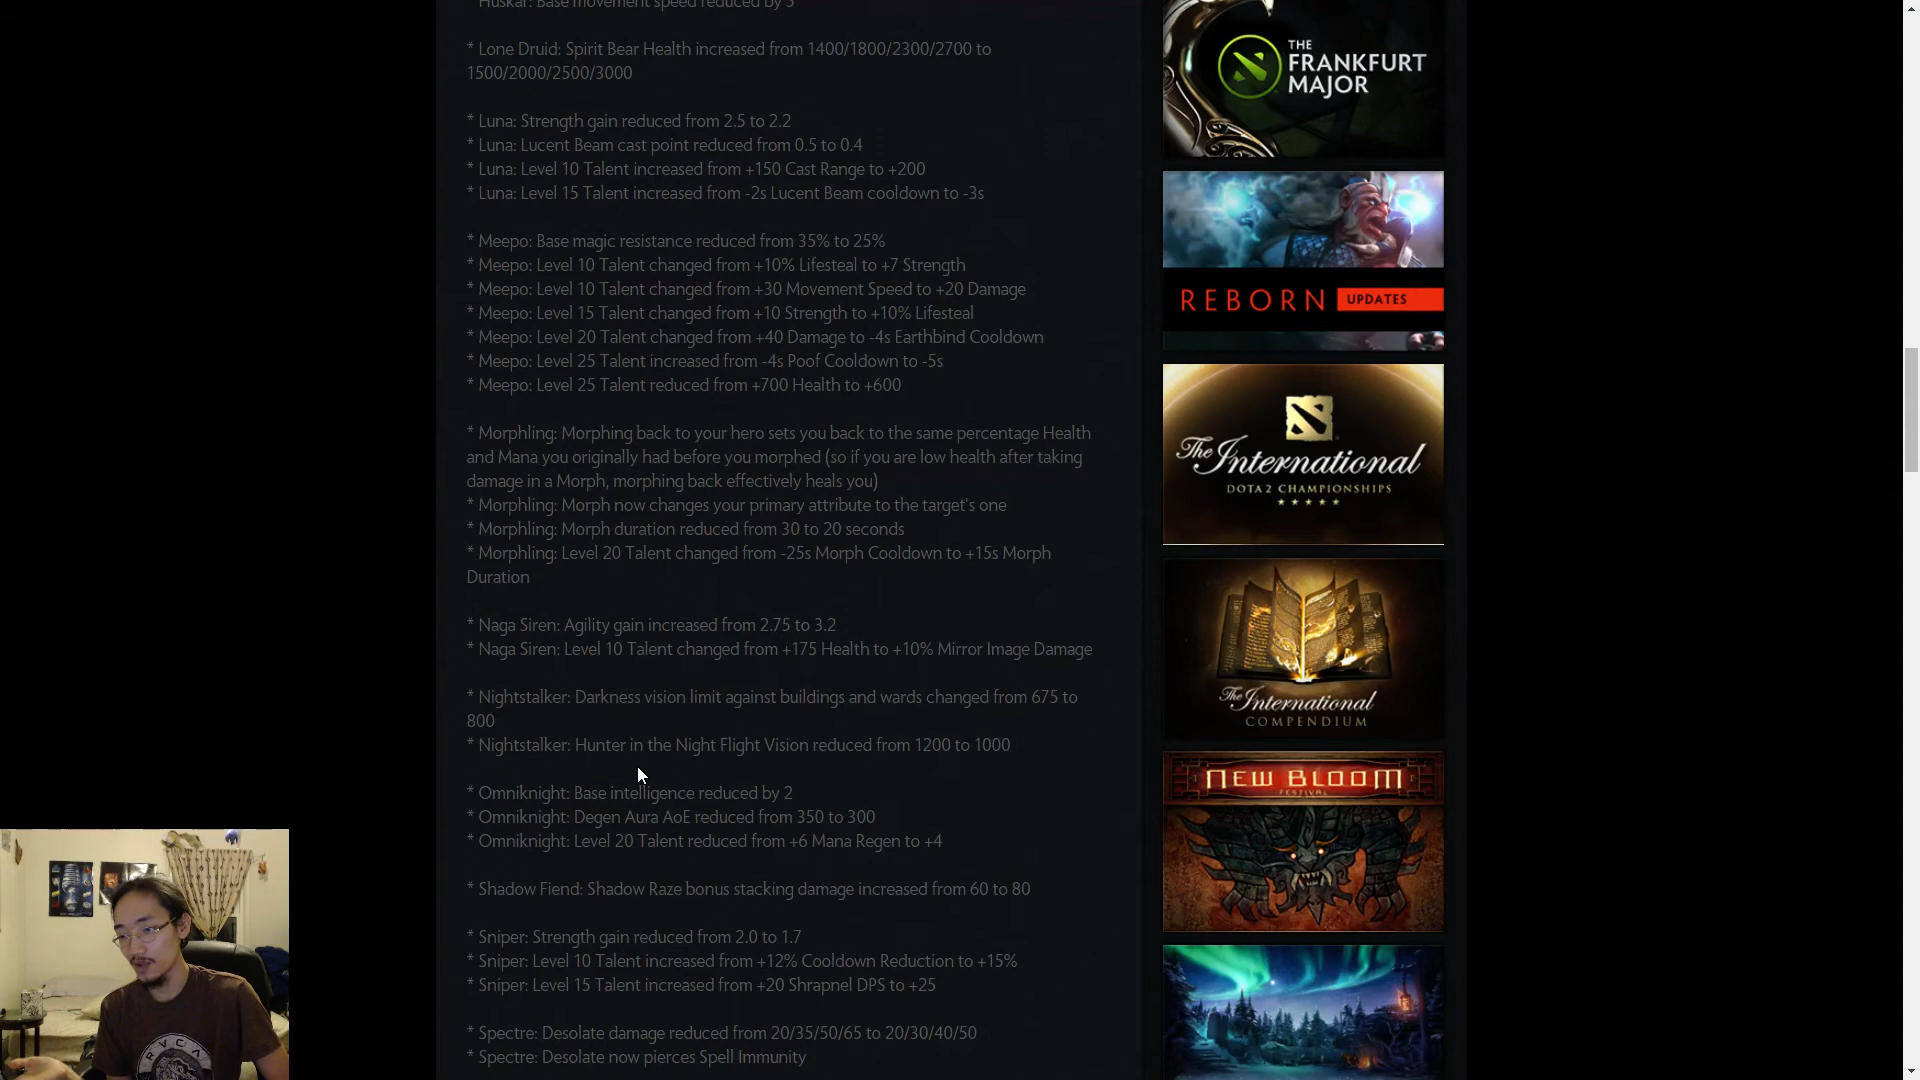 * Huskar: Base movement speed reduced by 5
* Lone Druid: Spirit Bear Health increased from 1400/1800/2300/2700 to
1500/2000/2500/3000
* Luna: Strength gain reduced from 2.5 to 2.2
* Luna: Lucent Beam cast point reduced from 0.5 to 0.4
* Luna: Level 10 Talent increased from +150 Cast Range to +200
* Luna: Level 15 Talent increased from -2s Lucent Beam cooldown to -3s
* Meepo: Base magic resistance reduced from 35% to 25%
* Meepo: Level 10 Talent changed from +10% Lifesteal to +7 Strength
* Meepo: Level 10 Talent changed from +30 Movement Speed to +20 Damage
* Meepo: Level 15 Talent changed from +10 Strength to +10% Lifesteal
* Meepo: Level 20 Talent changed from +40 Damage to -4s Earthbind Cooldown
* Meepo: Level 25 Talent increased from -4s Poof Cooldown to -5s
* Meepo: Level 25 Talent reduced from +700 Health to +600
* Morphling: Morphing back to your hero sets you back to the same percentage Health
and Mana you originally had before you morphed (so if you are low health after taking
damage in a Morph, morphing back effectively heals you)
* Morphling: Morph now changes your primary attribute to the target's one
* Morphling: Morph duration reduced from 30 to 20 seconds
* Morphling: Level 20 Talent changed from -25s Morph Cooldown to +15s Morph
Duration
* Naga Siren: Agility gain increased from 2.75 to 3.2
* Naga Siren: Level 10 Talent changed from +175 Health to +10% Mirror Image Damage
* Nightstalker: Darkness vision limit against buildings and wards changed from 675 to
800
* Nightstalker: Hunter in the Night Flight Vision reduced from 1200 to 1000
* Omniknight: Base intelligence reduced by 2
* Omniknight: Degen Aura AoE reduced from 350 to 300
* Omniknight: Level 20 Talent reduced from +6 Mana Regen to +4
* Shadow Fiend: Shadow Raze bonus stacking damage increased from 60 to 80
* Sniper: Strength gain reduced from 2.0 to 1.7
* Sniper: Level 10 Talent increased from +12% Cooldown Reduction to +15%
* Sniper: Level 15 Talent increased from +20 Shrapnel DPS to +25
* Spectre: Desolate damage reduced from 20/35/50/65 to 20/30/40/50
* Spectre: Desolate now pierces Spell Immunity
THE
FRANKFURT
MAJOR
REBORN UPDATES
The International
DOTA 2 CHAMPIONSHIPS
The International
COMPENDIUM
NEW BLOOM
FESTIVAL
RVCA